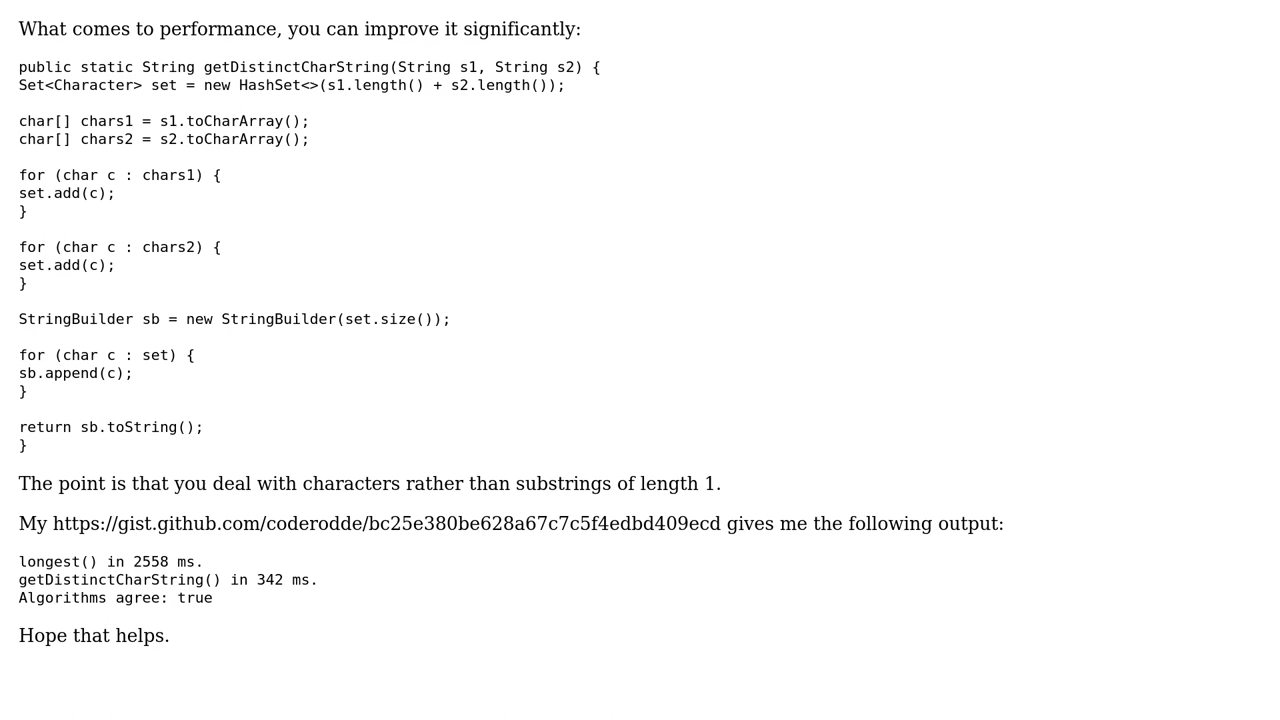 What comes to performance, you can improve it significantly:
public static String getDistinctCharString(String s1, String s2) {
Set<Character> set = new HashSet<>(s1.length() + s2.length());
char[] chars1 = s1.toCharArray();
char[] chars2 = s2.toCharArray();
for (char c : chars1) {
set.add(c);
}
for (char c : chars2) {
set.add(c);
}
StringBuilder sb = new StringBuilder(set.size());
for (char c : set) {
sb.append(c);
}
return sb.toString();
}
The point is that you deal with characters rather than substrings of length 1.
My https://gist.github.com/coderodde/bc25e380be628a67c7c5f4edbd409ecd gives me the following output:
longest() in 2558 ms.
getDistinctCharString() in 342 ms.
Algorithms agree: true
Hope that helps.